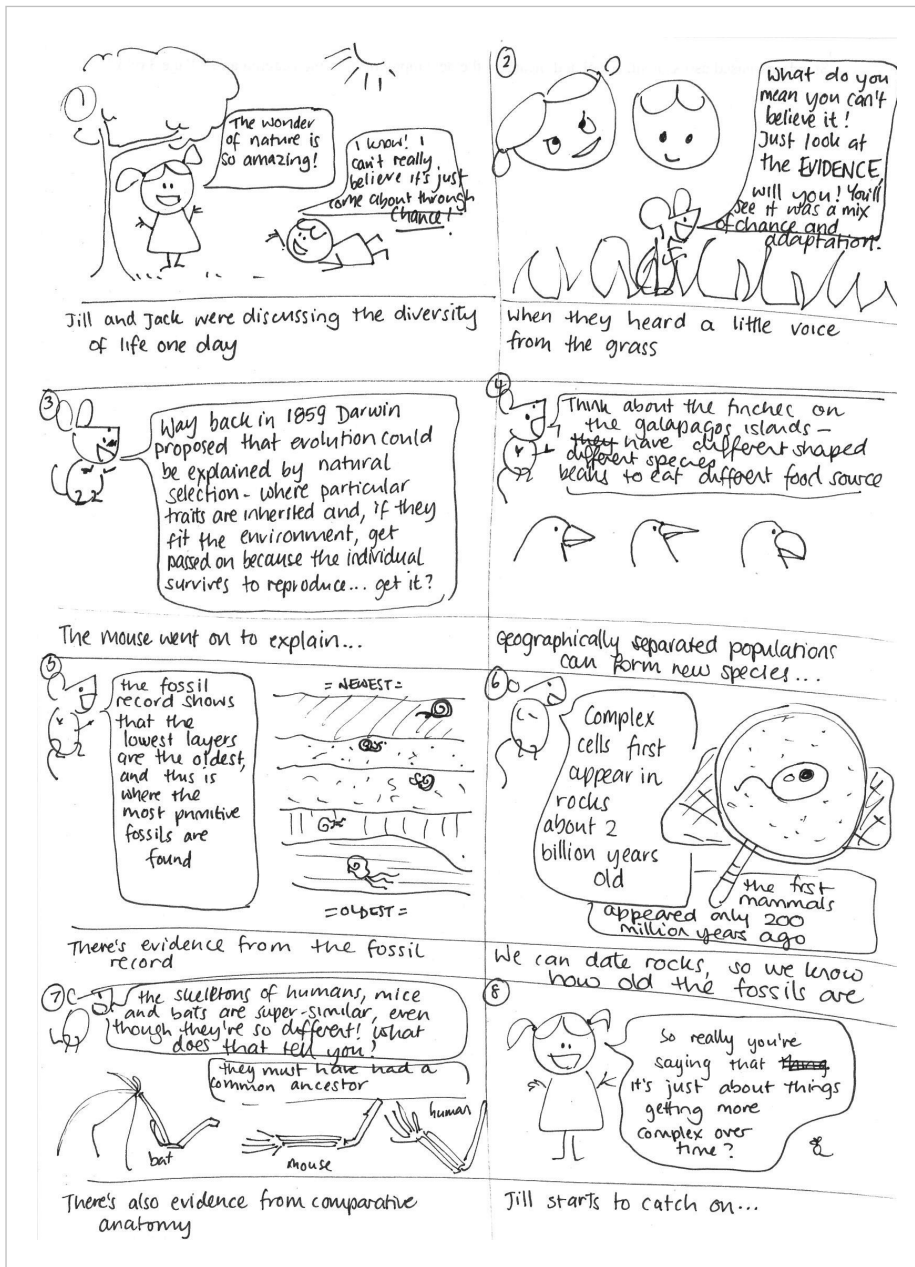 1
The wonder
of nature is
so amazing!
I know! I
can't really
believe it's just
come about through
chance!
Jill and Jack were discussing the diversity
of life one day
2
What do you
mean you can't
believe it!
Just look at
the EVIDENCE,
will you! You'll
see it was a mix
of chance and
adaptation.
When they heard a little voice
from the grass
3
Way back in 1859 Darwin
proposed that evolution could
be explained by natural
selection - where particular
traits are inherited and, if they
fit the environment, get
passed on because the individual
survives to reproduce... get it?
The mouse went on to explain...
4
Think about the finches on
the galapagos islands -
they have different shaped
different species
beaks to eat different food source
Geographically separated populations
can form new species...
5
the fossil
record shows
that the
lowest layers
are the oldest,
and this is
where the
most primitive
fossils are
found
= NEWEST =
= OLDEST =
There's evidence from the fossil
record
6
Complex
cells first
appear in
rocks
about 2
billion years
old
the first
mammals
appeared only 200
million years ago
We can date rocks, so we know
how old the fossils are
7
the skeletons of humans, mice
and bats are super-similar, even
though they're so different! What
does that tell you?
they must have had a
common ancestor
bat
mouse
human
There's also evidence from comparative
anatomy
8
So really you're
saying that
it's just about things
getting more
complex over
time?
Jill starts to catch on...